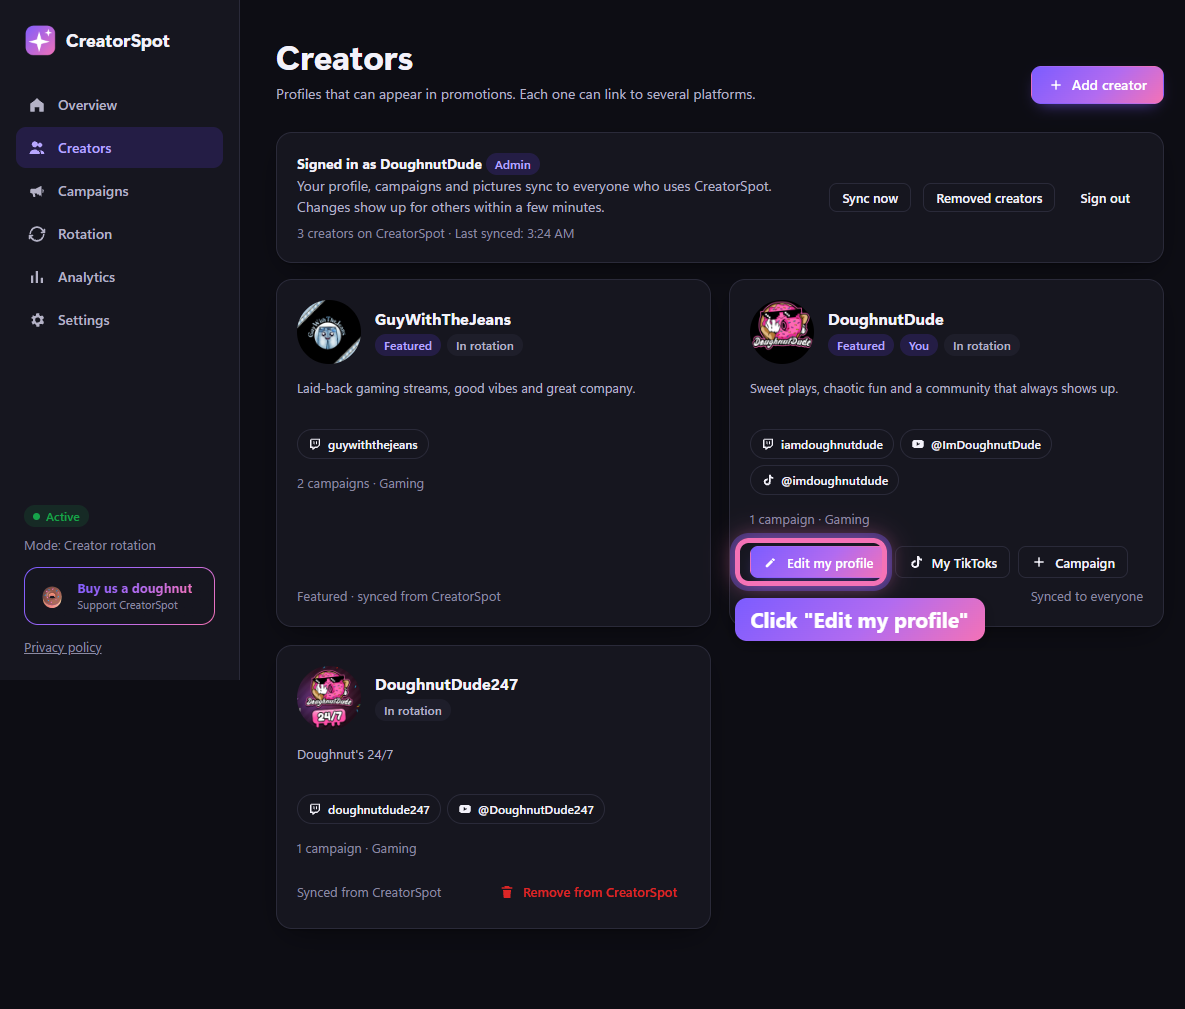 CreatorSpot
Overview
Creators
Campaigns
Rotation
Analytics
Settings
Active
Mode: Creator rotation
Buy us a doughnut
Support CreatorSpot
Privacy policy
Creators
Profiles that can appear in promotions. Each one can link to several platforms.
+ Add creator
Signed in as DoughnutDude Admin
Your profile, campaigns and pictures sync to everyone who uses CreatorSpot.
Changes show up for others within a few minutes.
3 creators on CreatorSpot · Last synced: 3:24 AM
Sync now
Removed creators
Sign out
GuyWithTheJeans
Featured In rotation
Laid-back gaming streams, good vibes and great company.
guywiththejeans
2 campaigns · Gaming
Featured · synced from CreatorSpot
DoughnutDude
DoughnutDude
Featured You In rotation
Sweet plays, chaotic fun and a community that always shows up.
iamdoughnutdude @ImDoughnutDude
@imdoughnutdude
1 campaign · Gaming
Edit my profile My TikToks + Campaign
Synced to everyone
Click "Edit my profile"
DoughnutDude
24/7
DoughnutDude247
In rotation
Doughnut's 24/7
doughnutdude247 @DoughnutDude247
1 campaign · Gaming
Synced from CreatorSpot
Remove from CreatorSpot